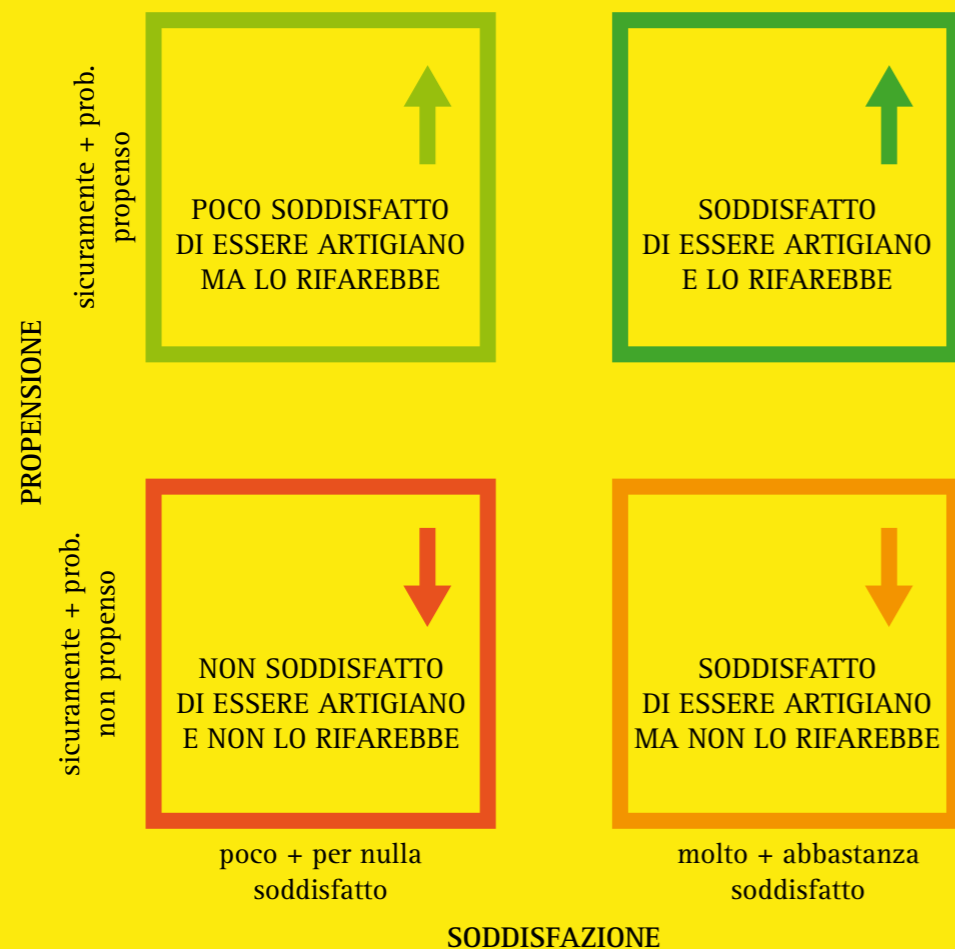 PROPENSIONE
sicuramente + prob.
propenso
POCO SODDISFATTO
DI ESSERE ARTIGIANO
MA LO RIFAREBBE
SODDISFATTO
DI ESSERE ARTIGIANO
E LO RIFAREBBE
sicuramente + prob.
non propenso
NON SODDISFATTO
DI ESSERE ARTIGIANO
E NON LO RIFAREBBE
SODDISFATTO
DI ESSERE ARTIGIANO
MA NON LO RIFAREBBE
poco + per nulla
soddisfatto
molto + abbastanza
soddisfatto
SODDISFAZIONE